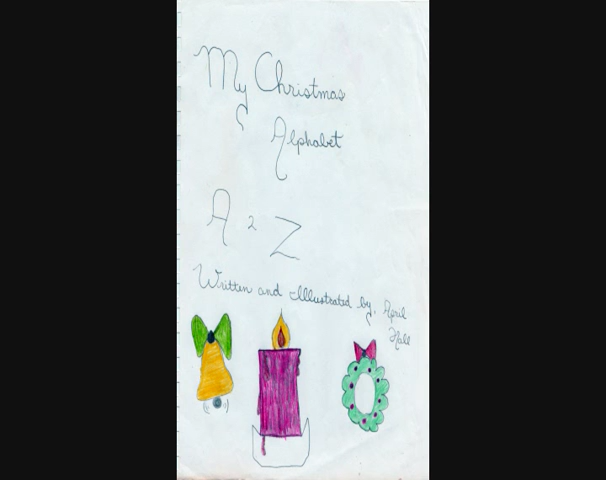 My Christmas
Alphabet
A 2 Z
Written and Illustrated by, April
Hall